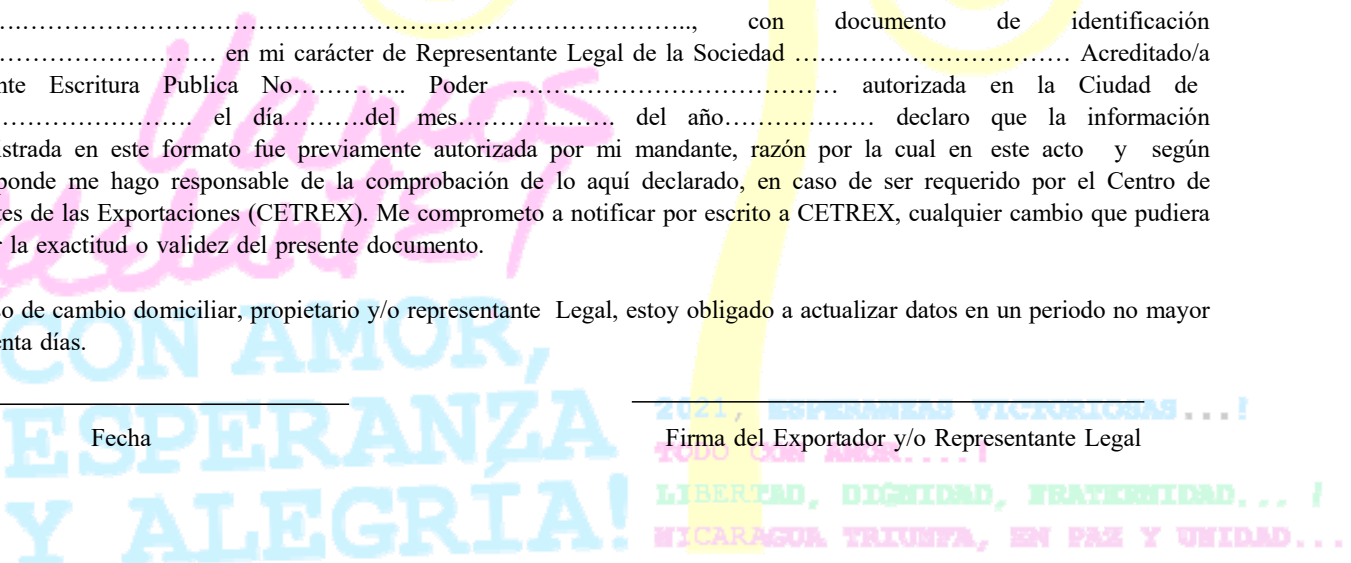 …………………………………………………………………………….., con documento de identificación
……………………… en mi carácter de Representante Legal de la Sociedad …………………………… Acreditado/a
nte Escritura Publica No………….. Poder ………………………………… autorizada en la Ciudad de
…………………. el día……….del mes………………. del año……………… declaro que la información
istrada en este formato fue previamente autorizada por mi mandante, razón por la cual en este acto y según
ponde me hago responsable de la comprobación de lo aquí declarado, en caso de ser requerido por el Centro de
tes de las Exportaciones (CETREX). Me comprometo a notificar por escrito a CETREX, cualquier cambio que pudiera
r la exactitud o validez del presente documento.
o de cambio domiciliar, propietario y/o representante Legal, estoy obligado a actualizar datos en un periodo no mayor
enta días.
Fecha
Firma del Exportador y/o Representante Legal
Vamos
adelante!
CON AMOR,
ESPERANZA
Y ALEGRÍA!
2021, ESPERANZAS VICTORIOSAS...!
TODO CON AMOR....!
LIBERTAD, DIGNIDAD, FRATERNIDAD... !
NICARAGUA TRIUNFA, EN PAZ Y UNIDAD...